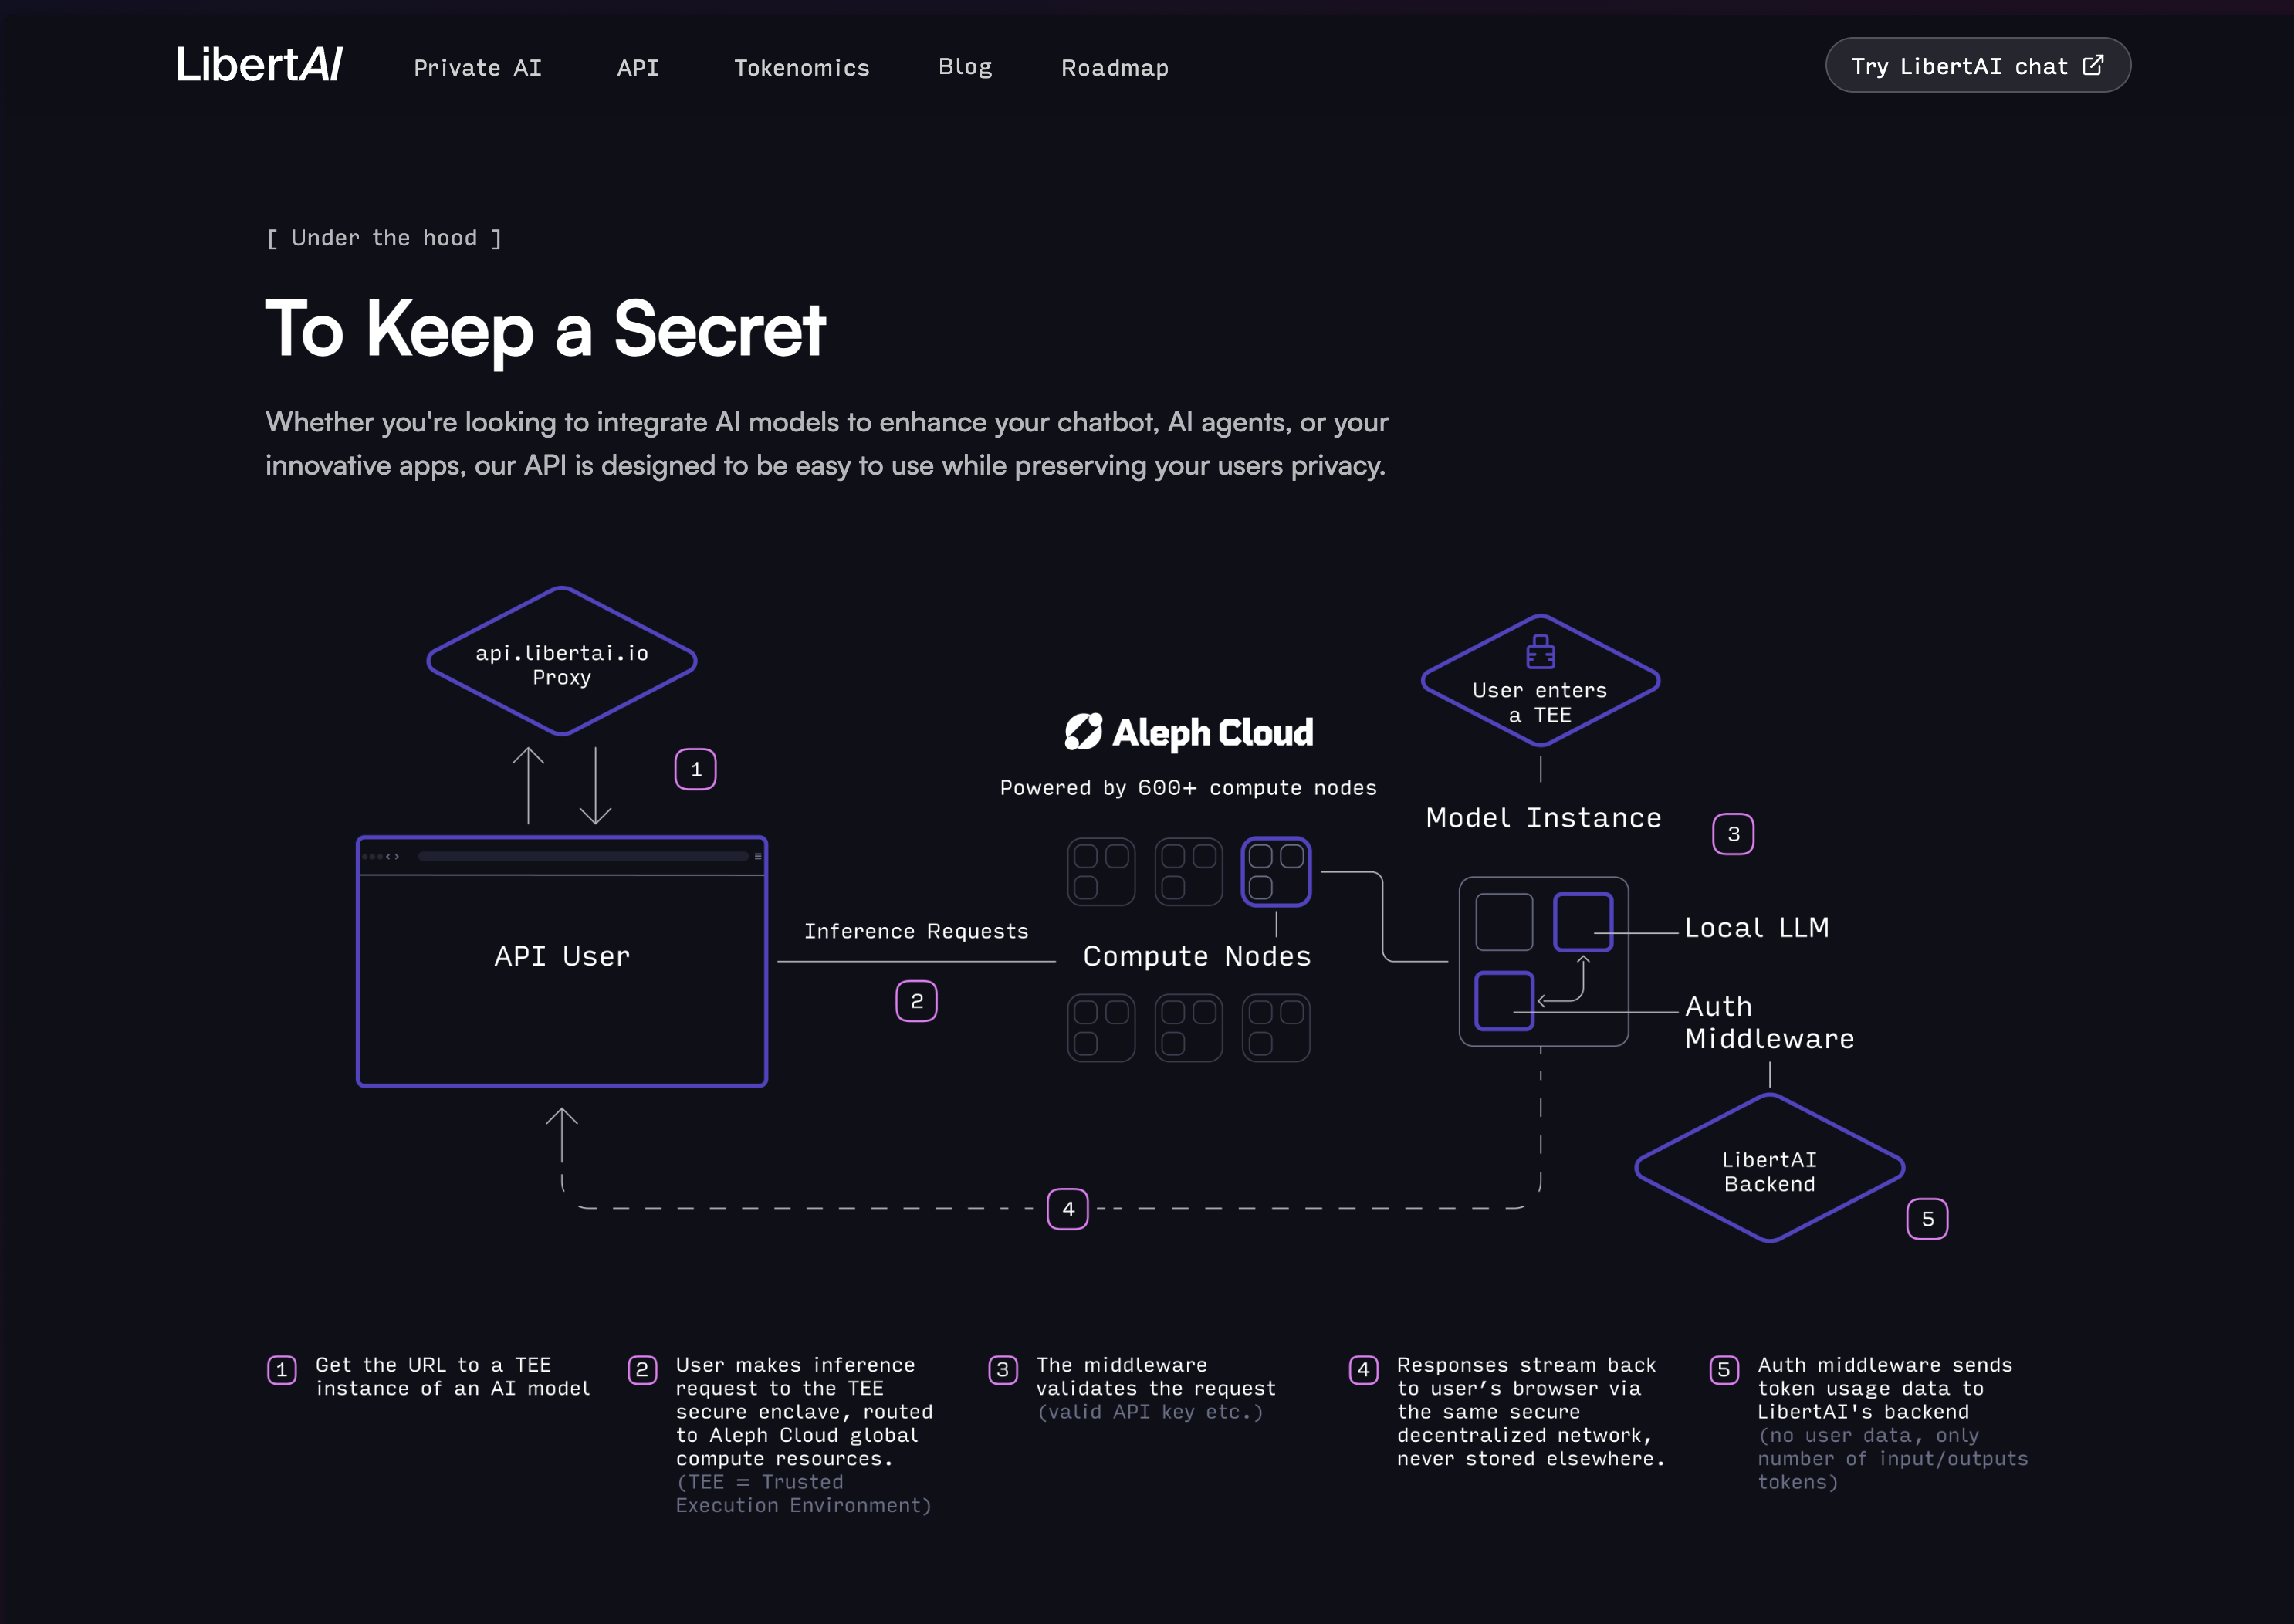 LibertAI
Private AI
API
Tokenomics
Blog
Roadmap
Try LibertAI chat
[ Under the hood ]
To Keep a Secret
Whether you're looking to integrate AI models to enhance your chatbot, AI agents, or your
innovative apps, our API is designed to be easy to use while preserving your users privacy.
api.libertai.io
Proxy
1
API User
Inference Requests
2
Aleph Cloud
Powered by 600+ compute nodes
Compute Nodes
User enters
a TEE
Model Instance
3
Local LLM
Auth
Middleware
LibertAI
Backend
4
5
1
Get the URL to a TEE
instance of an AI model
2
User makes inference
request to the TEE
secure enclave, routed
to Aleph Cloud global
compute resources.
(TEE = Trusted
Execution Environment)
3
The middleware
validates the request
(valid API key etc.)
4
Responses stream back
to user’s browser via
the same secure
decentralized network,
never stored elsewhere.
5
Auth middleware sends
token usage data to
LibertAI's backend
(no user data, only
number of input/outputs
tokens)